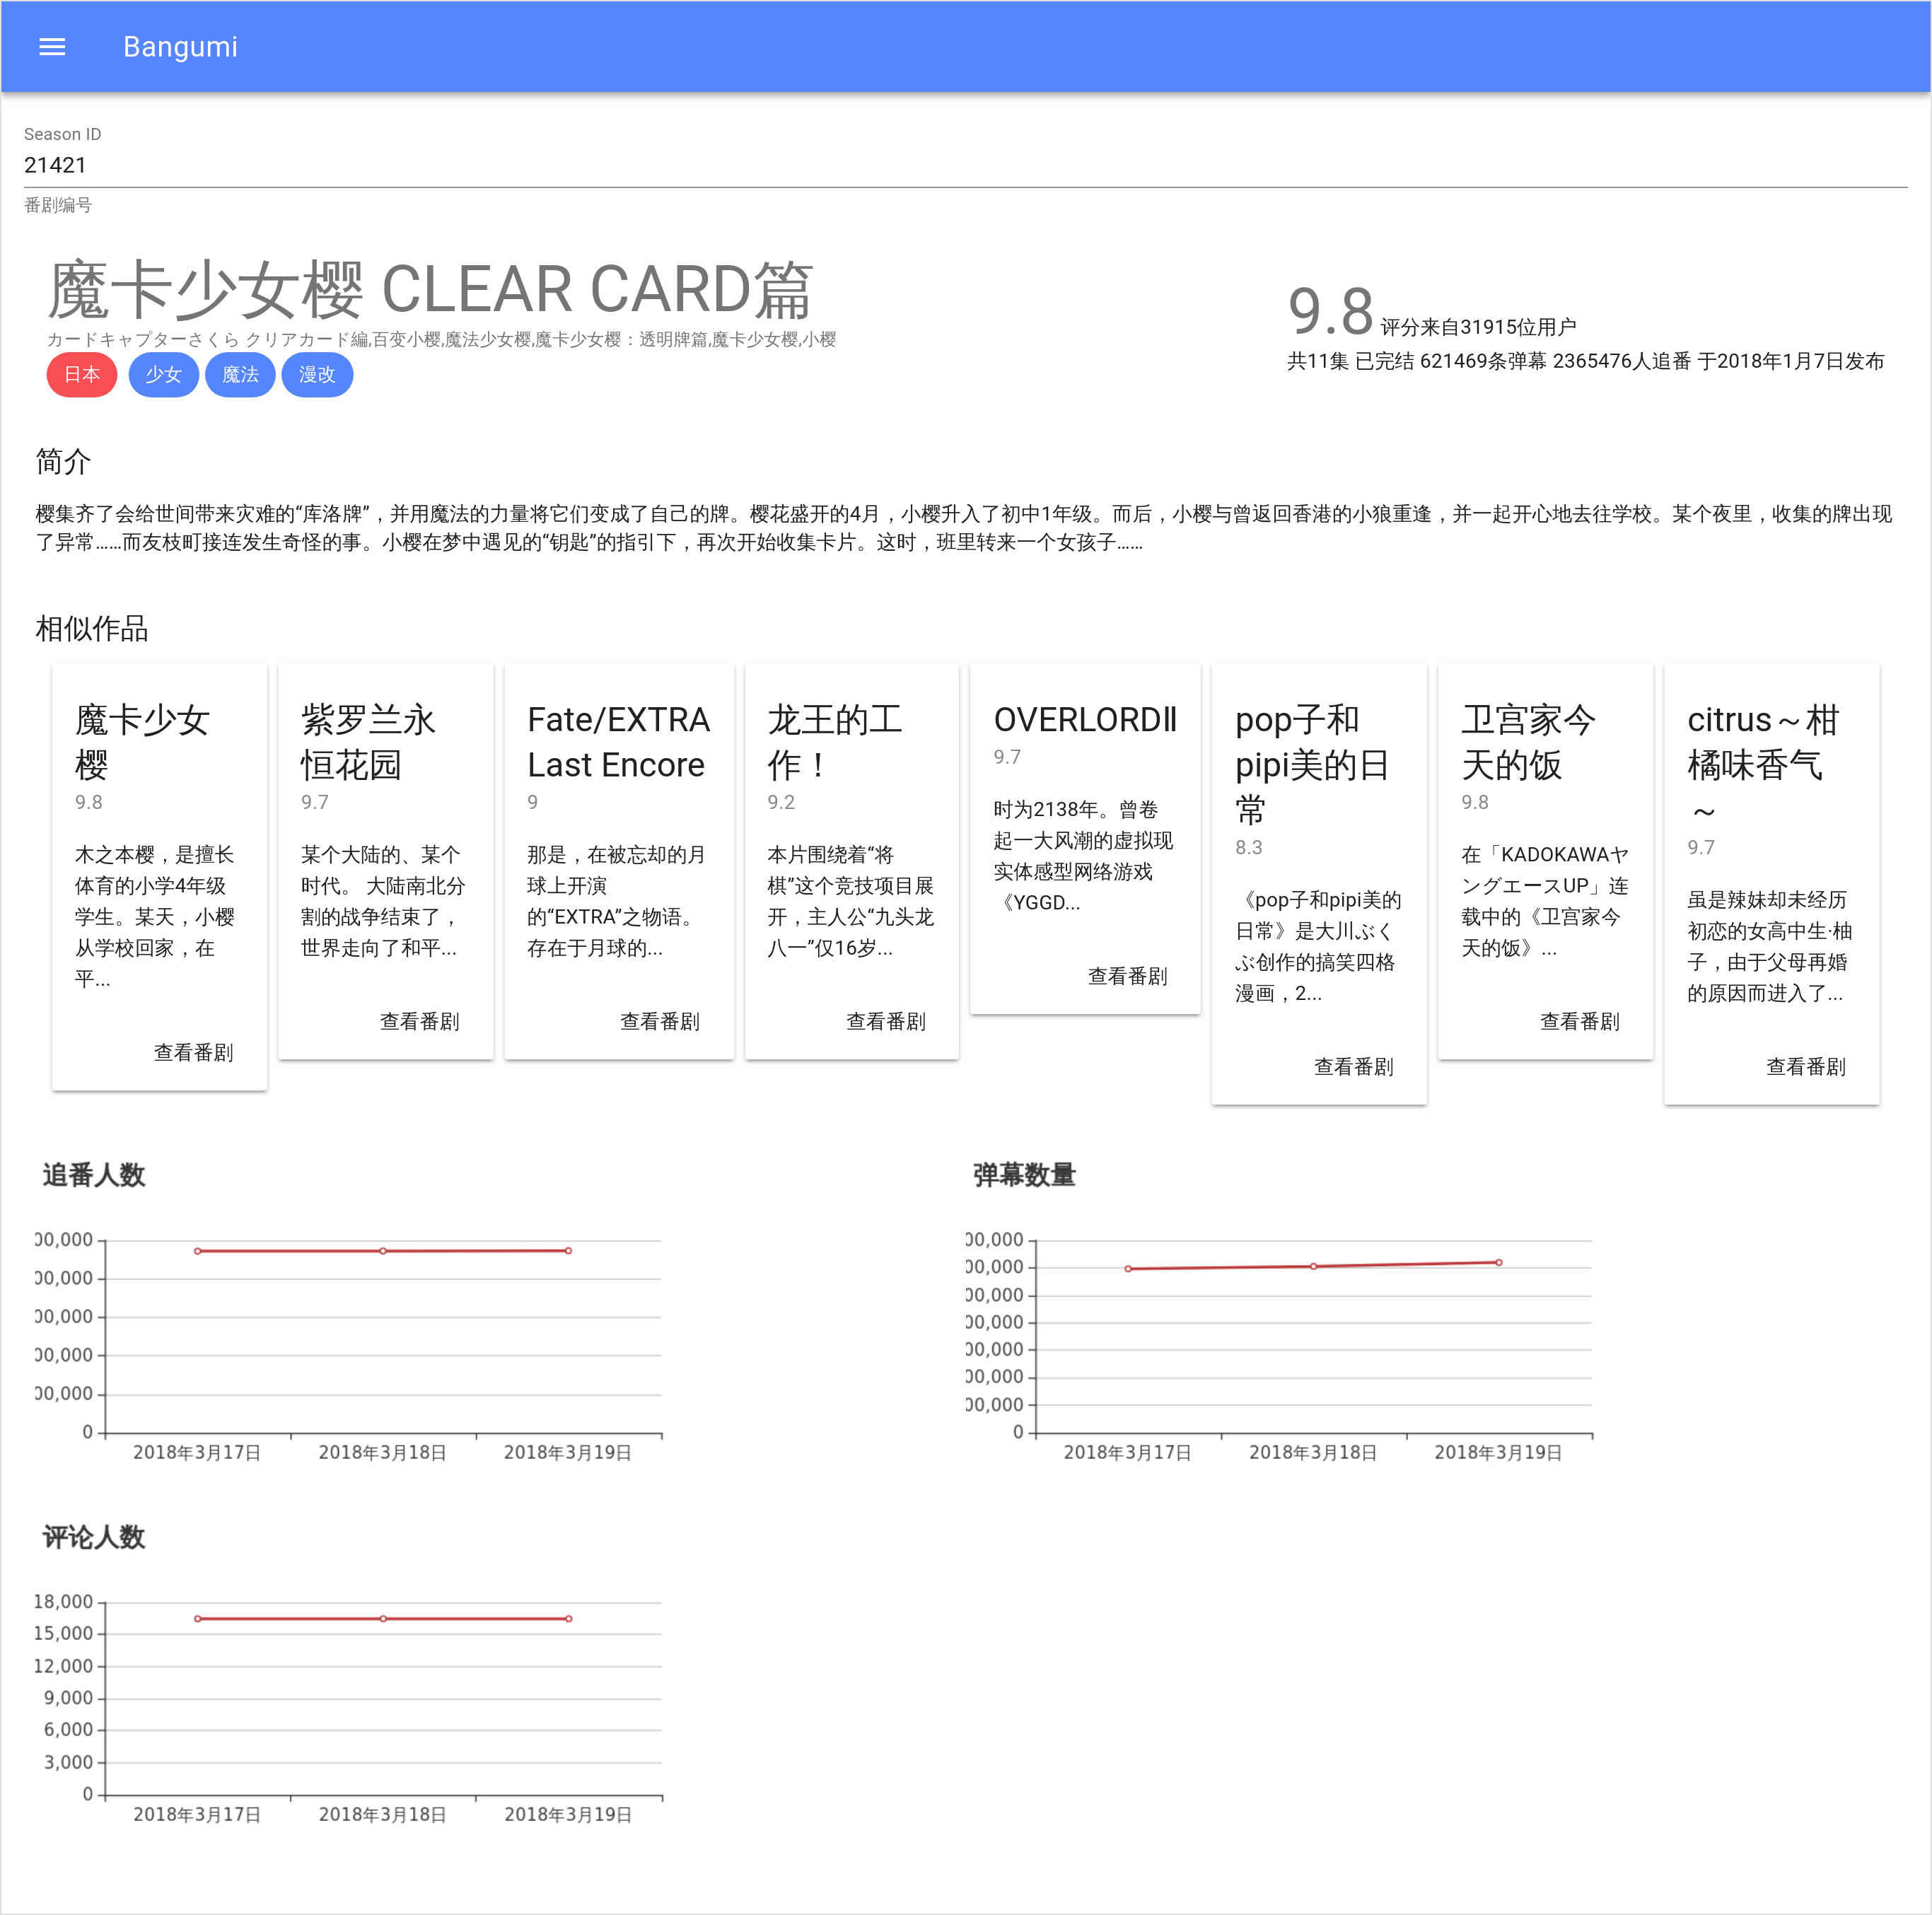 Bangumi
Season ID
21421
番剧编号
魔卡少女樱 CLEAR CARD篇
カードキャプターさくら クリアカード編,百变小樱,魔法少女樱,魔卡少女樱：透明牌篇,魔卡少女樱,小樱
日本 少女 魔法 漫改
9.8 评分来自31915位用户
共11集 已完结 621469条弹幕 2365476人追番 于2018年1月7日发布
简介
樱集齐了会给世间带来灾难的“库洛牌”，并用魔法的力量将它们变成了自己的牌。樱花盛开的4月，小樱升入了初中1年级。而后，小樱与曾返回香港的小狼重逢，并一起开心地去往学校。某个夜里，收集的牌出现
了异常……而友枝町接连发生奇怪的事。小樱在梦中遇见的“钥匙”的指引下，再次开始收集卡片。这时，班里转来一个女孩子……
相似作品
魔卡少女
樱
9.8
木之本樱，是擅长
体育的小学4年级
学生。某天，小樱
从学校回家，在
平...
查看番剧
紫罗兰永
恒花园
9.7
某个大陆的、某个
时代。 大陆南北分
割的战争结束了，
世界走向了和平...
查看番剧
Fate/EXTRA
Last Encore
9
那是，在被忘却的月
球上开演
的“EXTRA”之物语。
存在于月球的...
查看番剧
龙王的工
作！
9.2
本片围绕着“将
棋”这个竞技项目展
开，主人公“九头龙
八一”仅16岁...
查看番剧
OVERLORDⅡ
9.7
时为2138年。曾卷
起一大风潮的虚拟现
实体感型网络游戏
《YGGD...
查看番剧
pop子和
pipi美的日
常
8.3
《pop子和pipi美的
日常》是大川ぶく
ぶ创作的搞笑四格
漫画，2...
查看番剧
卫宫家今
天的饭
9.8
在「KADOKAWAヤ
ングエースUP」连
载中的《卫宫家今
天的饭》...
查看番剧
citrus～柑
橘味香气
～
9.7
虽是辣妹却未经历
初恋的女高中生·柚
子，由于父母再婚
的原因而进入了...
查看番剧
追番人数
00,000
00,000
00,000
00,000
00,000
0
2018年3月17日 2018年3月18日 2018年3月19日
弹幕数量
00,000
00,000
00,000
00,000
00,000
00,000
00,000
0
2018年3月17日 2018年3月18日 2018年3月19日
评论人数
18,000
15,000
12,000
9,000
6,000
3,000
0
2018年3月17日 2018年3月18日 2018年3月19日